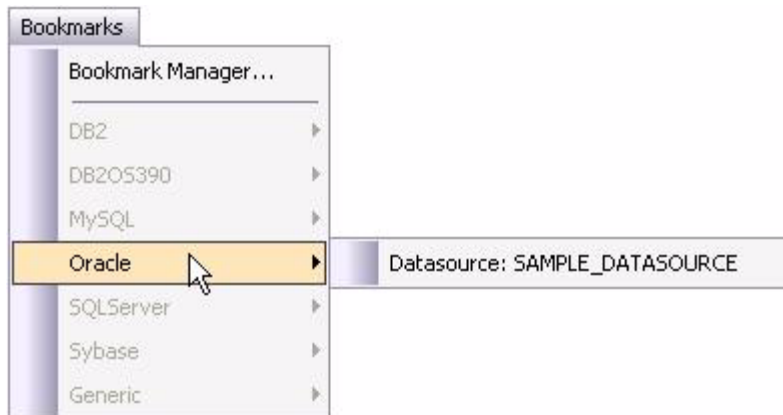 Bookmarks
Bookmark Manager...
DB2
DB2OS390
MySQL
Oracle
Datasource: SAMPLE_DATASOURCE
SQLServer
Sybase
Generic